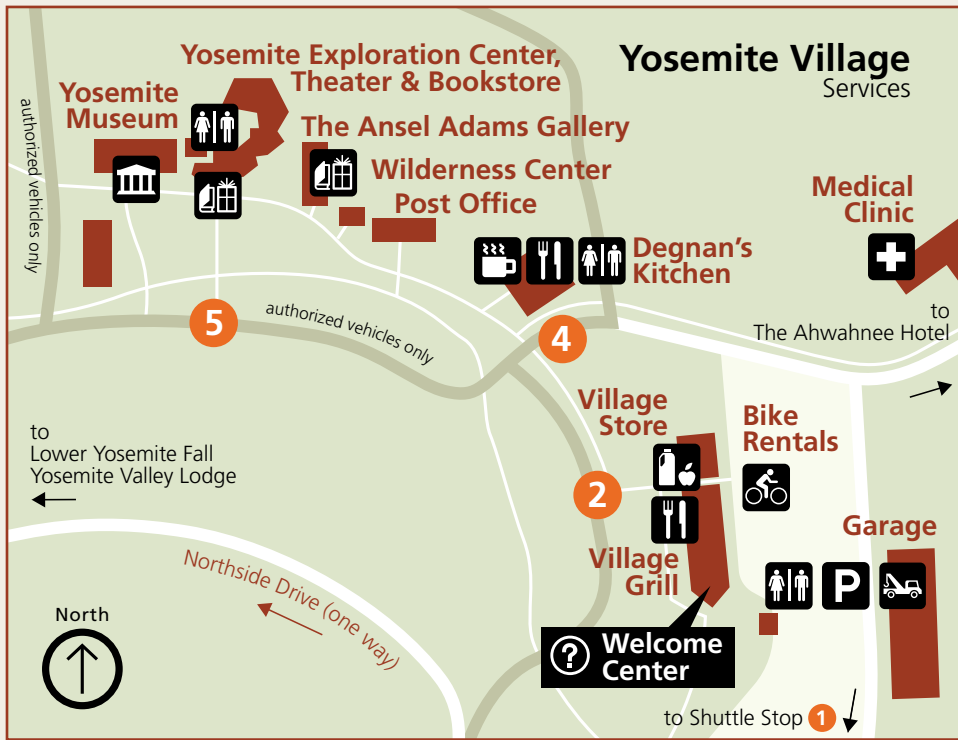 Yosemite Village
Services
Yosemite Exploration Center,
Theater & Bookstore
Yosemite
Museum
The Ansel Adams Gallery
Wilderness Center
Post Office
Medical
Clinic
Degnan’s
Kitchen
authorized vehicles only
authorized vehicles only
to
The Ahwahnee Hotel
5
4
Village
Store
Bike
Rentals
to
Lower Yosemite Fall
Yosemite Valley Lodge
2
P
Garage
Village
Grill
Northside Drive (one way)
North
?
Welcome
Center
to Shuttle Stop 1